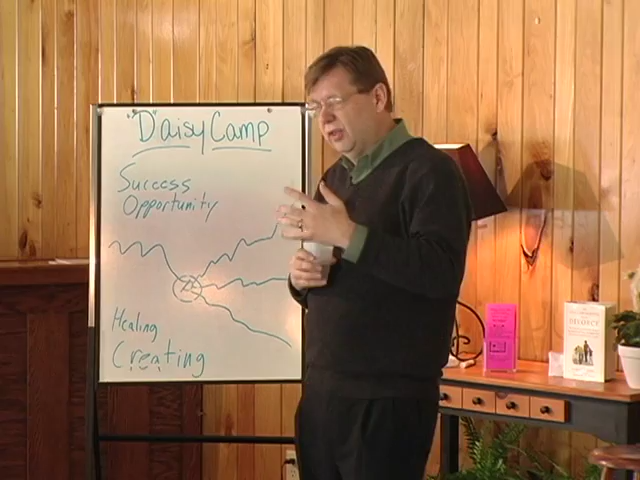 "Daisy Camp
Success
Opportunity
Healing
Creating